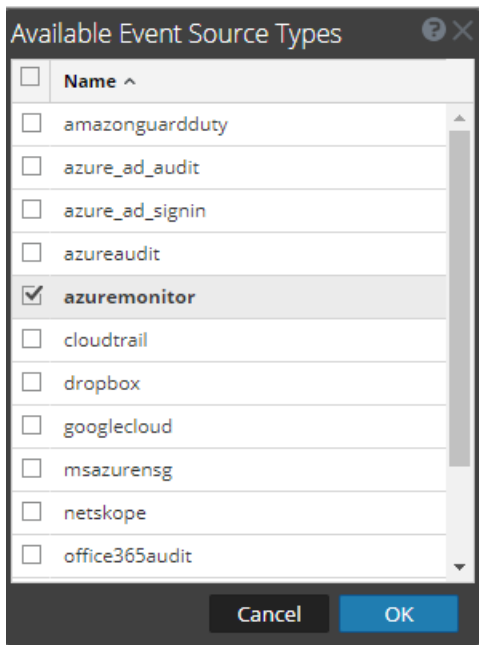 Available Event Source Types
Name
amazonguardduty
azure_ad_audit
azure_ad_signin
azureaudit
azuremonitor
cloudtrail
dropbox
googlecloud
msazurensg
netskope
office365audit
Cancel OK